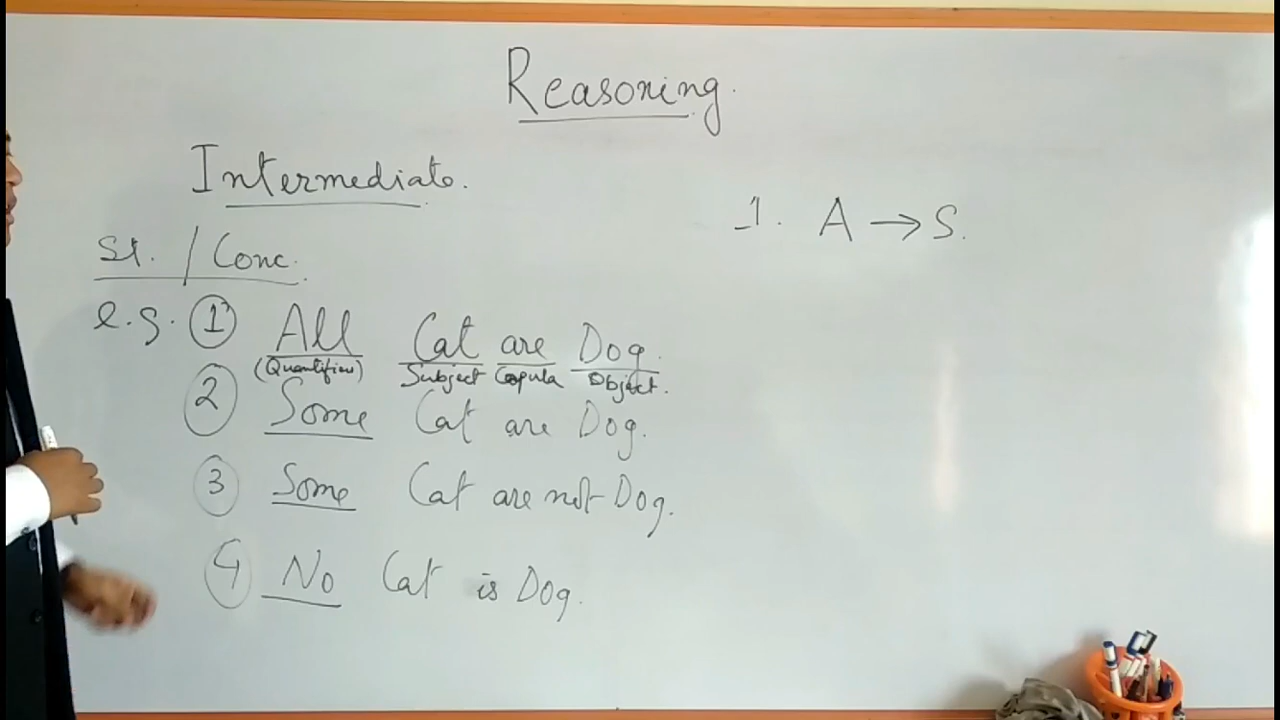 Reasoning.
Intermediate.
1. A → S.
St. / Conc.
e.g. ① All Cat are Dog.
(Quantifier) Subject Copula Object.
② Some Cat are Dog.
③ Some Cat are not Dog.
④ No Cat is Dog.